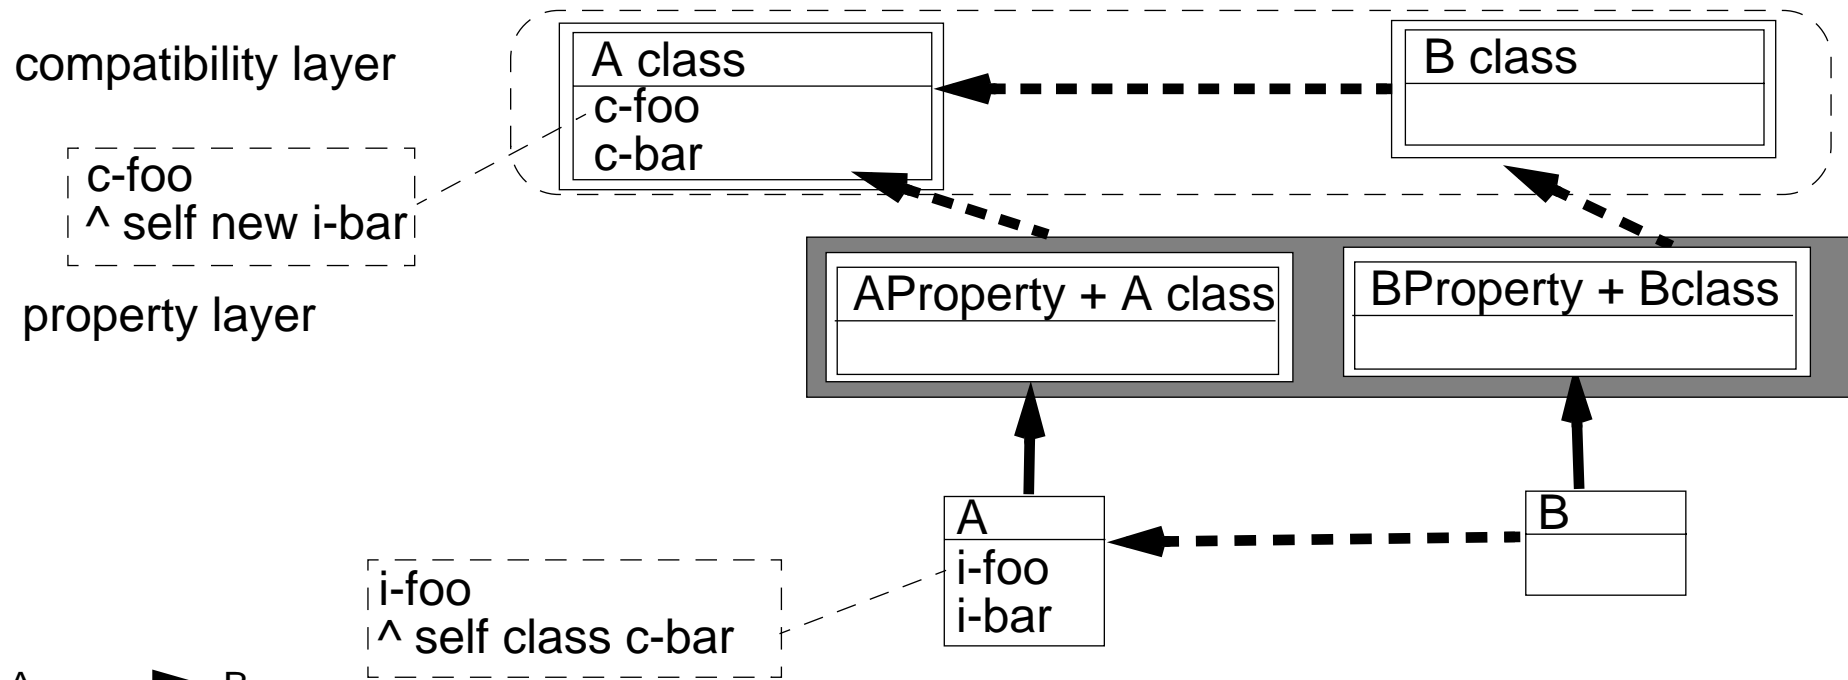 compatibility layer
A class
c-foo
c-bar
B class
c-foo
^ self new i-bar
property layer
AProperty + A class
BProperty + Bclass
A
i-foo
i-bar
B
i-foo
^ self class c-bar
A
B